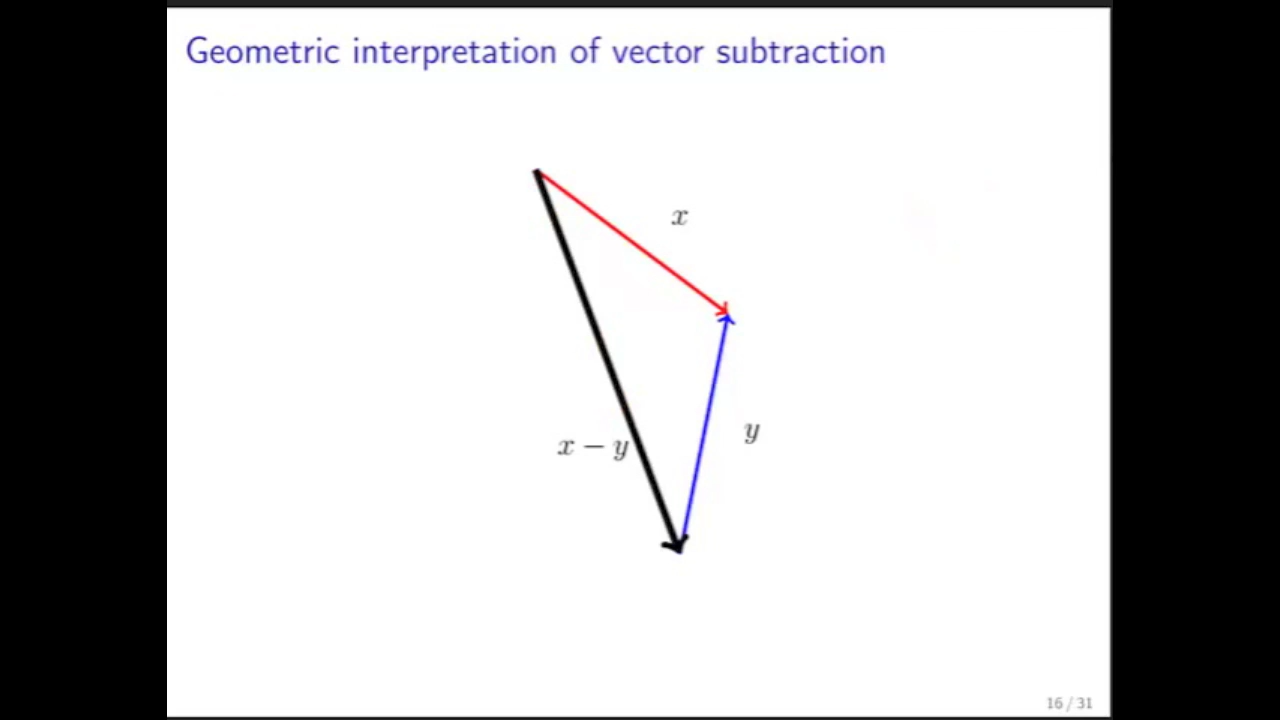 Geometric interpretation of vector subtraction
x
y
x − y
16 / 31